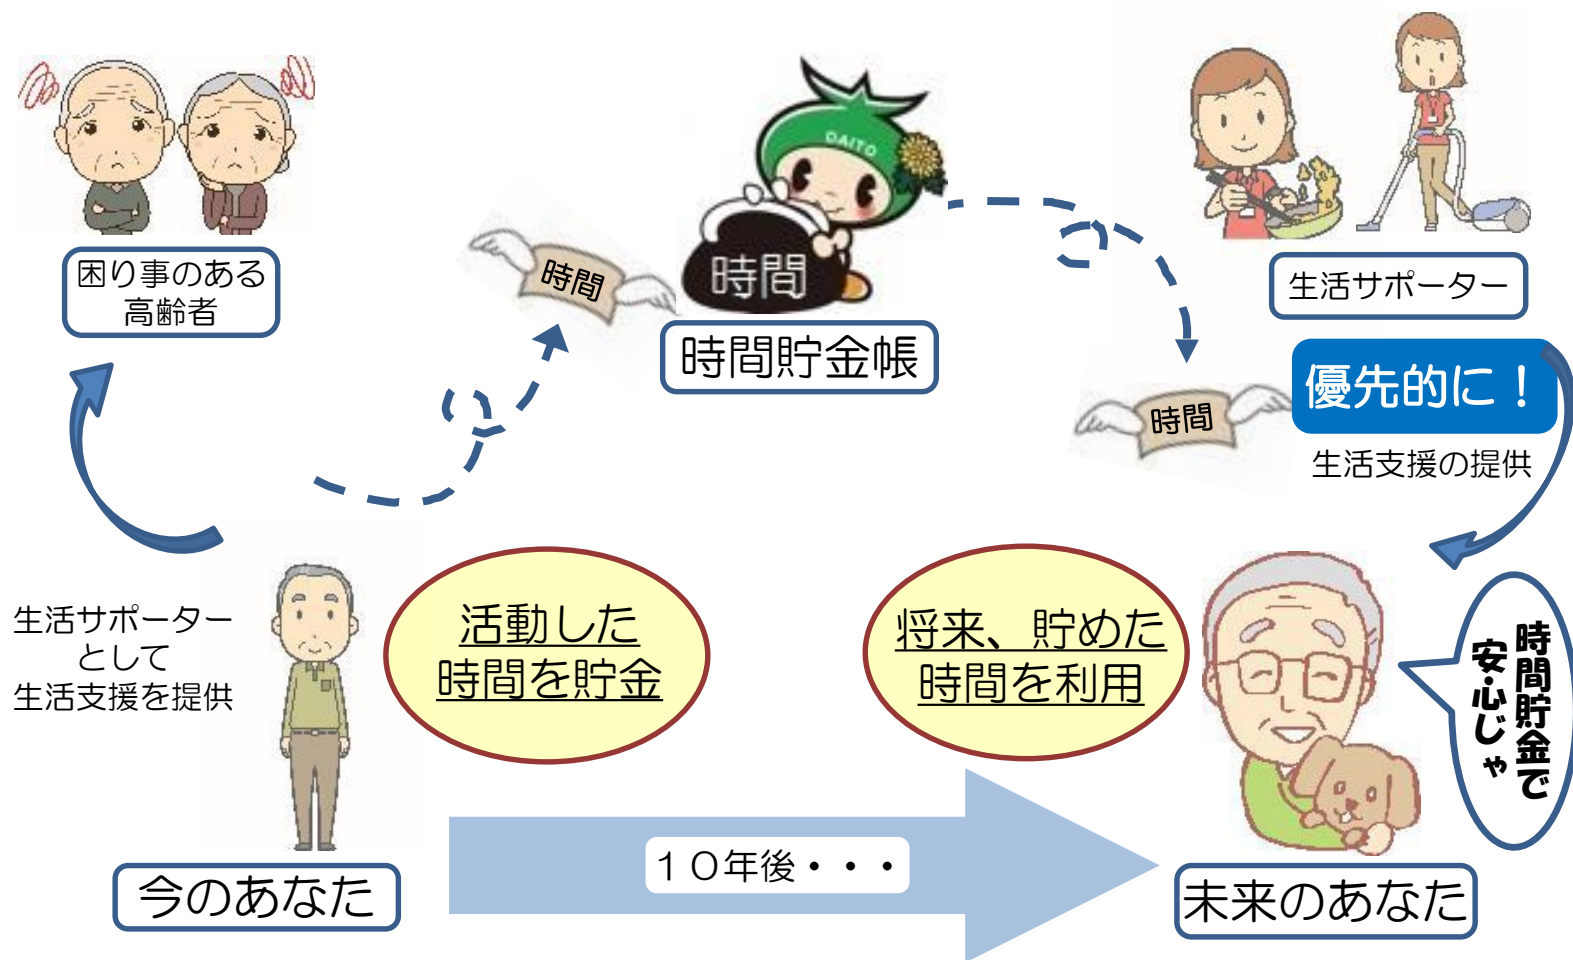 困り事のある
高齢者
DAITO
時間
時間
時間貯金帳
生活サポーター
優先的に！
時間
生活支援の提供
生活サポーター
として
生活支援を提供
活動した
時間を貯金
将来、貯めた
時間を利用
時間貯金で
安心じゃ
１０年後・・・
今のあなた
未来のあなた